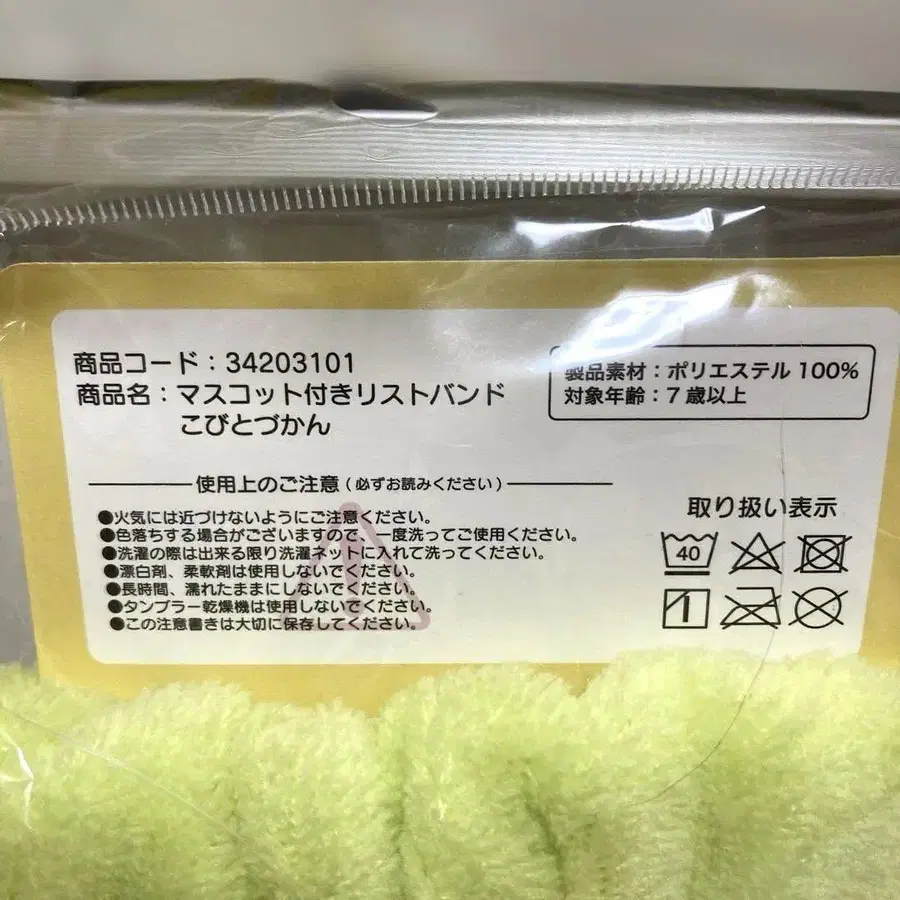 商品コード：34203101
商品名：マスコット付きリストバンド
こびとづかん
製品素材：ポリエステル100%
対象年齢：7歳以上
使用上のご注意（必ずお読みください）
●火気には近づけないようにご注意ください。
●色落ちする場合がございますので、一度洗ってご使用ください。
●洗濯の際は出来る限り洗濯ネットに入れて洗ってください。
●漂白剤、柔軟剤は使用しないでください。
●長時間、濡れたままにしないでください。
●タンブラー乾燥機は使用しないでください。
●この注意書きは大切に保存してください。
取り扱い表示
40